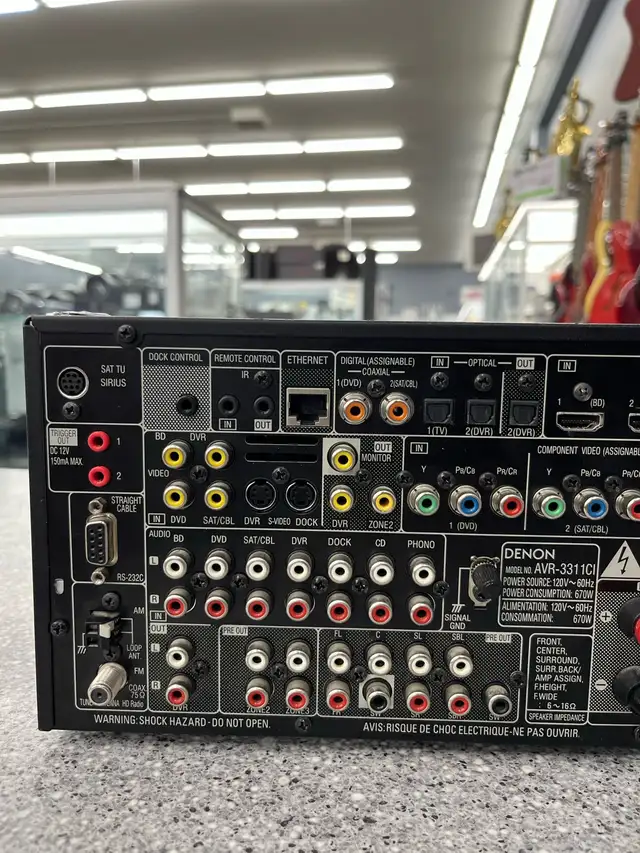 SAT TU
SIRIUS
DOCK CONTROL
REMOTE CONTROL
IR
IN
OUT
ETHERNET
DIGITAL(ASSIGNABLE)
COAXIAL
1(DVD)
2(SAT/CBL)
IN
OPTICAL
OUT
1(TV)
2(DVR)
2(DVR)
IN
1
(BD)
2
TRIGGER
OUT
DC 12V
150mA MAX.
1
2
BD
DVR
VIDEO
IN
DVD
SAT/CBL
DVR
S-VIDEO
DOCK
OUT
MONITOR
DVR
ZONE2
IN
COMPONENT VIDEO (ASSIGNAB
Y
PB/CB
PR/CR
Y
PB/CB
PR/CR
1 (DVD)
2 (SAT/CBL)
STRAIGHT
CABLE
RS-232C
AUDIO
BD
DVD
SAT/CBL
DVR
DOCK
CD
PHONO
L
R
IN
SIGNAL
GND
DENON
MODEL NO. AVR-3311CI
POWER SOURCE: 120V~60Hz
POWER CONSUMPTION: 670W
ALIMENTATION: 120V~60Hz
CONSOMMATION: 670W
AM
LOOP
ANT
FM
COAX
75Ω
HD Radio
OUT
L
R
DVR
PRE OUT
ZONE2
ZONE3
FL
C
SL
SBL
PRE OUT
FR
SW
SR
SBR
SW
FRONT,
CENTER,
SURROUND,
SURR.BACK/
AMP ASSIGN,
F.HEIGHT,
F.WIDE
: 6~16Ω
SPEAKER IMPEDANCE
WARNING: SHOCK HAZARD - DO NOT OPEN.
AVIS: RISQUE DE CHOC ELECTRIQUE-NE PAS OUVRIR.